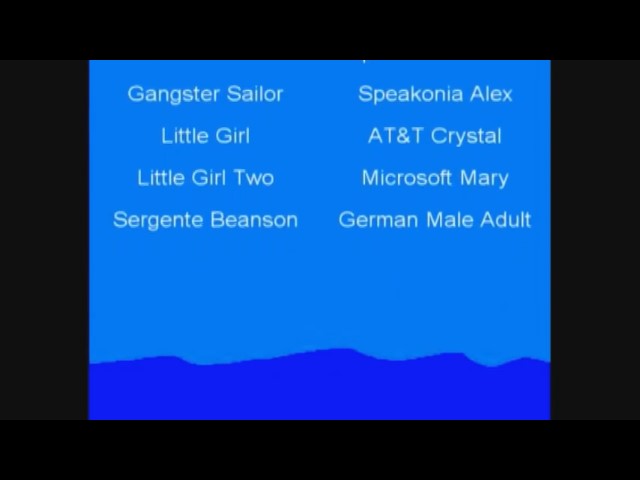 Gangster Sailor Speakonia Alex
Little Girl AT&T Crystal
Little Girl Two Microsoft Mary
Sergente Beanson German Male Adult